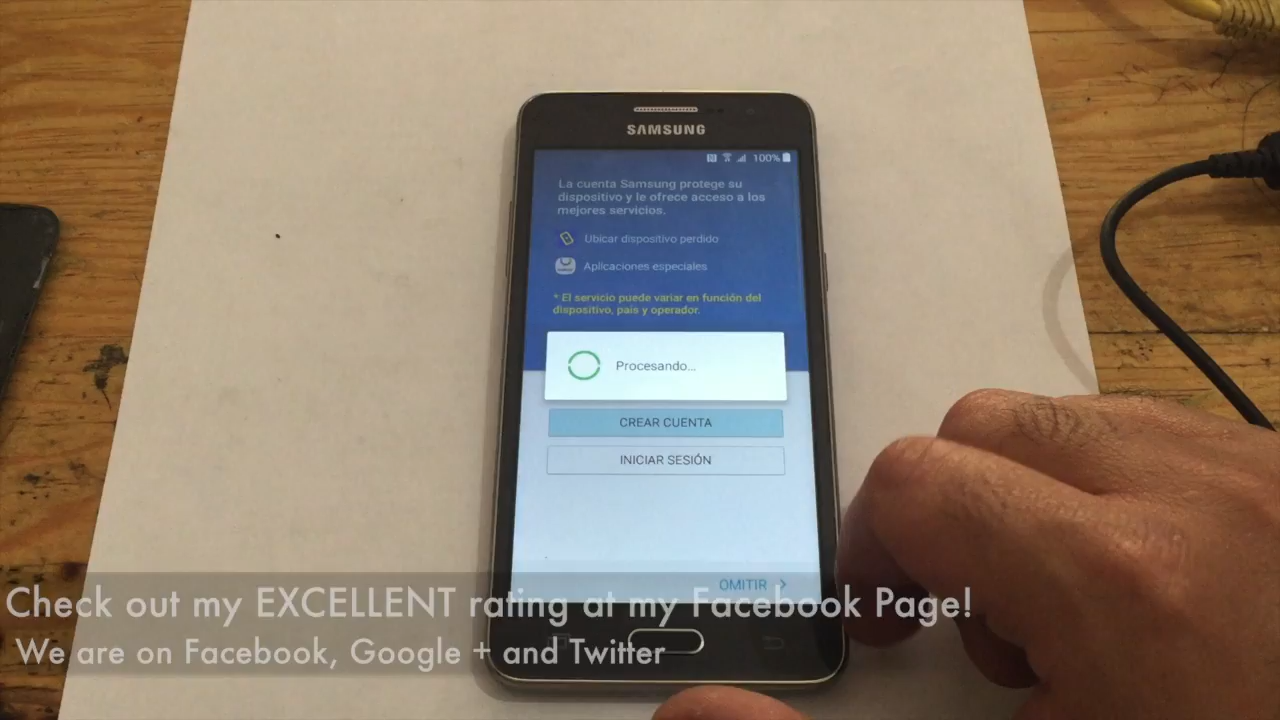 SAMSUNG
100%
La cuenta Samsung protege su
dispositivo y le ofrece acceso a los
mejores servicios.
Ubicar dispositivo perdido
Aplicaciones especiales
* El servicio puede variar en función del
dispositivo, país y operador.
Procesando...
CREAR CUENTA
INICIAR SESIÓN
OMITIR >
Check out my EXCELLENT rating at my Facebook Page!
We are on Facebook, Google + and Twitter